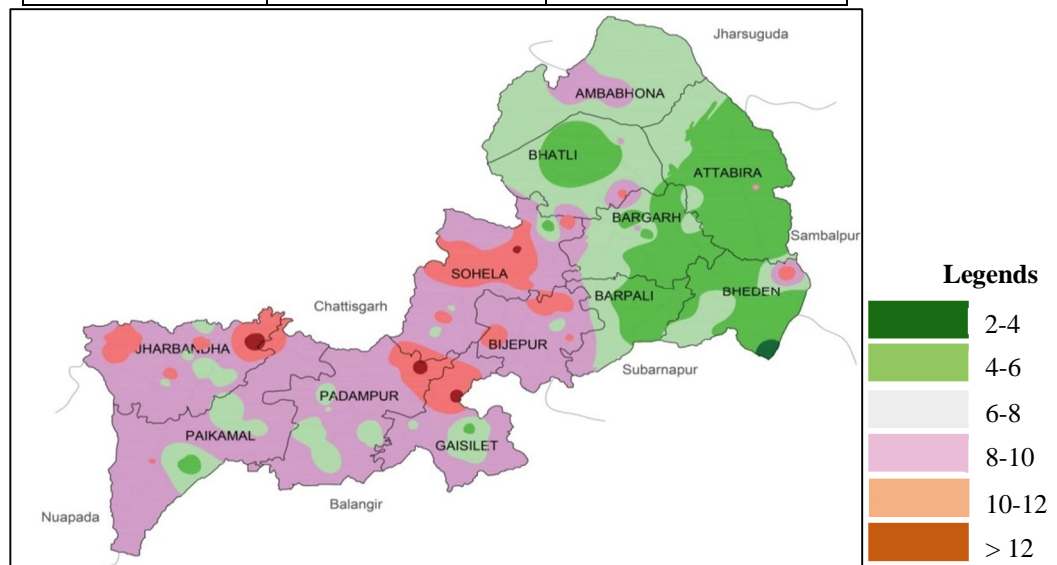 Jharsuguda
AMBABHONA
BHATLI
ATTABIRA
BARGARH
Sambalpur
SOHELA
Legends
BARPALI
BHEDEN
2-4
Chattisgarh
JHARBANDHA
BIJEPUR
4-6
Subarnapur
PADAMPUR
6-8
PAIKAMAL
GAISILET
8-10
Balangir
10-12
Nuapada
> 12